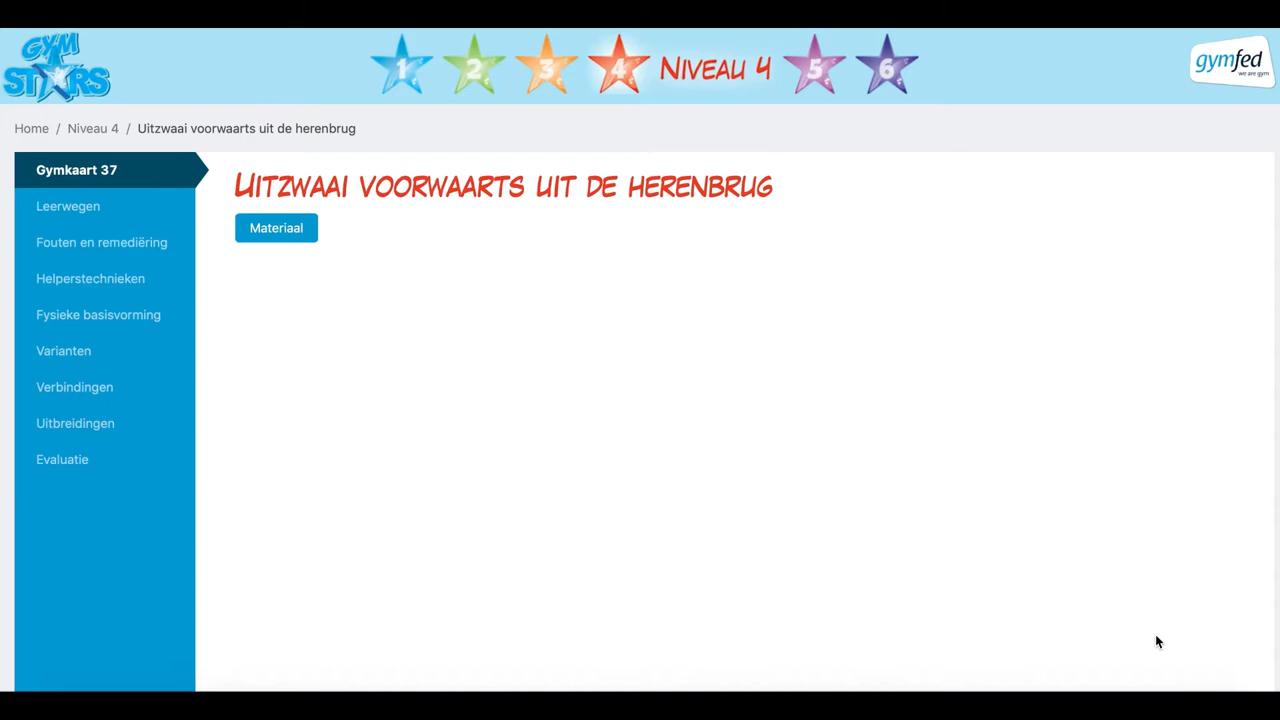 GYM
STARS
1 2 3 4 NIVEAU 4 5 6
gymfed
we are gym
Home / Niveau 4 / Uitzwaai voorwaarts uit de herenbrug
Gymkaart 37
UITZWAAI VOORWAARTS UIT DE HERENBRUG
Leerwegen
Materiaal
Fouten en remediëring
Helperstechnieken
Fysieke basisvorming
Varianten
Verbindingen
Uitbreidingen
Evaluatie